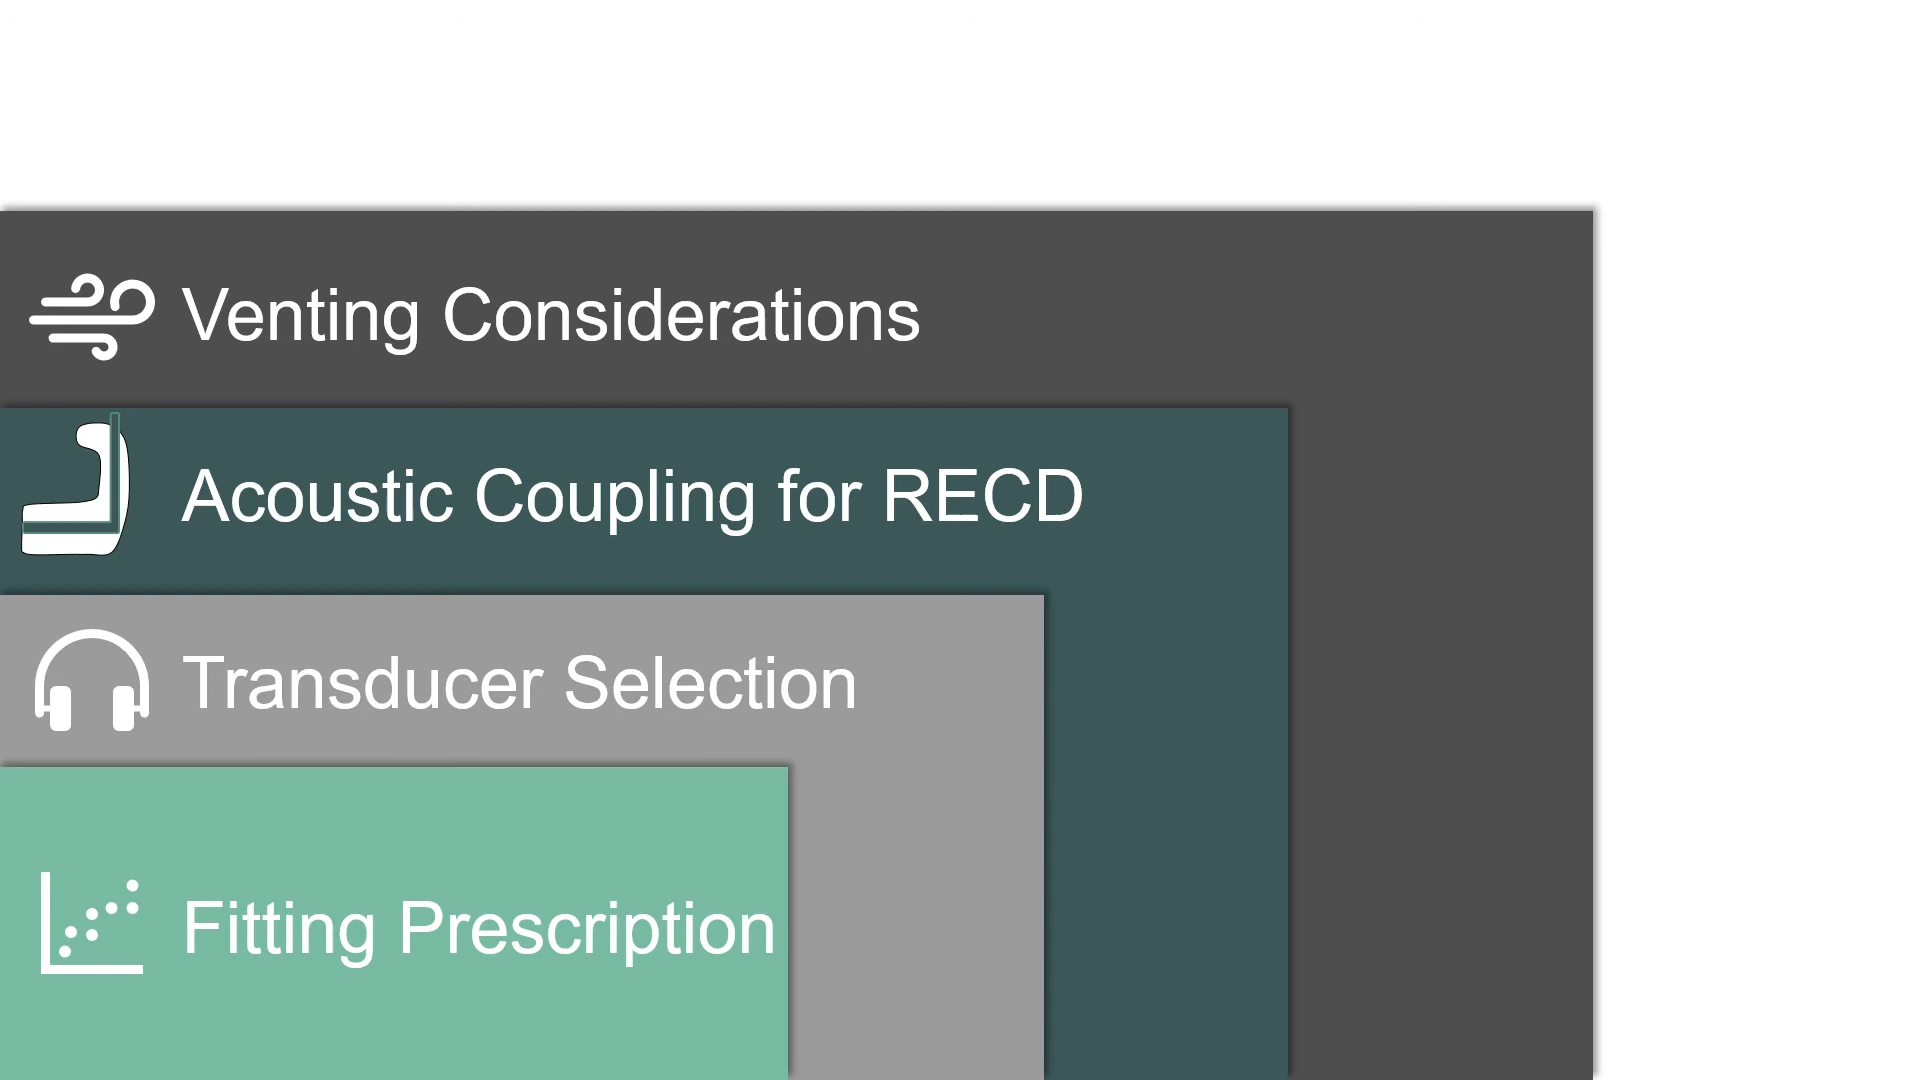 Venting Considerations
Acoustic Coupling for RECD
Transducer Selection
Fitting Prescription